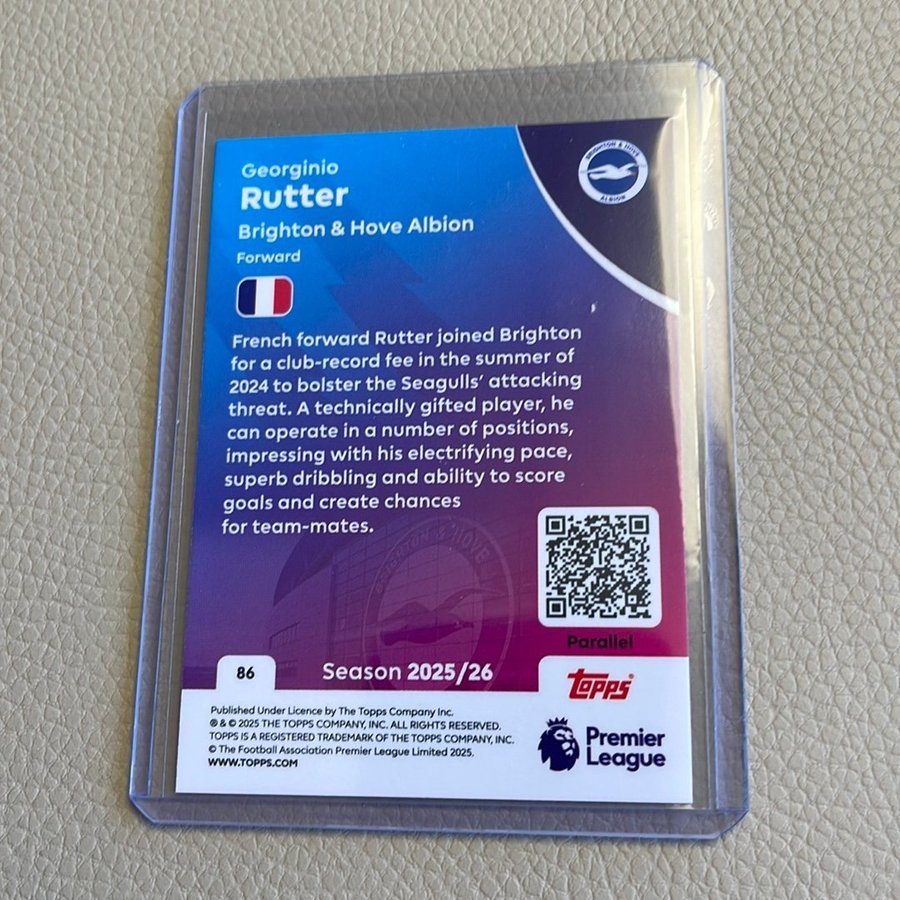 Georginio
Rutter
Brighton & Hove Albion
Forward
BRIGHTON & HOVE
ALBION
French forward Rutter joined Brighton
for a club-record fee in the summer of
2024 to bolster the Seagulls’ attacking
threat. A technically gifted player, he
can operate in a number of positions,
impressing with his electrifying pace,
superb dribbling and ability to score
goals and create chances
for team-mates.
BRIGHTON & HOVE
Parallel
86
Season 2025/26
TOPPS®
Published Under Licence by The Topps Company Inc.
® & © 2025 THE TOPPS COMPANY, INC. ALL RIGHTS RESERVED.
TOPPS IS A REGISTERED TRADEMARK OF THE TOPPS COMPANY, INC.
© The Football Association Premier League Limited 2025.
WWW.TOPPS.COM
Premier
League